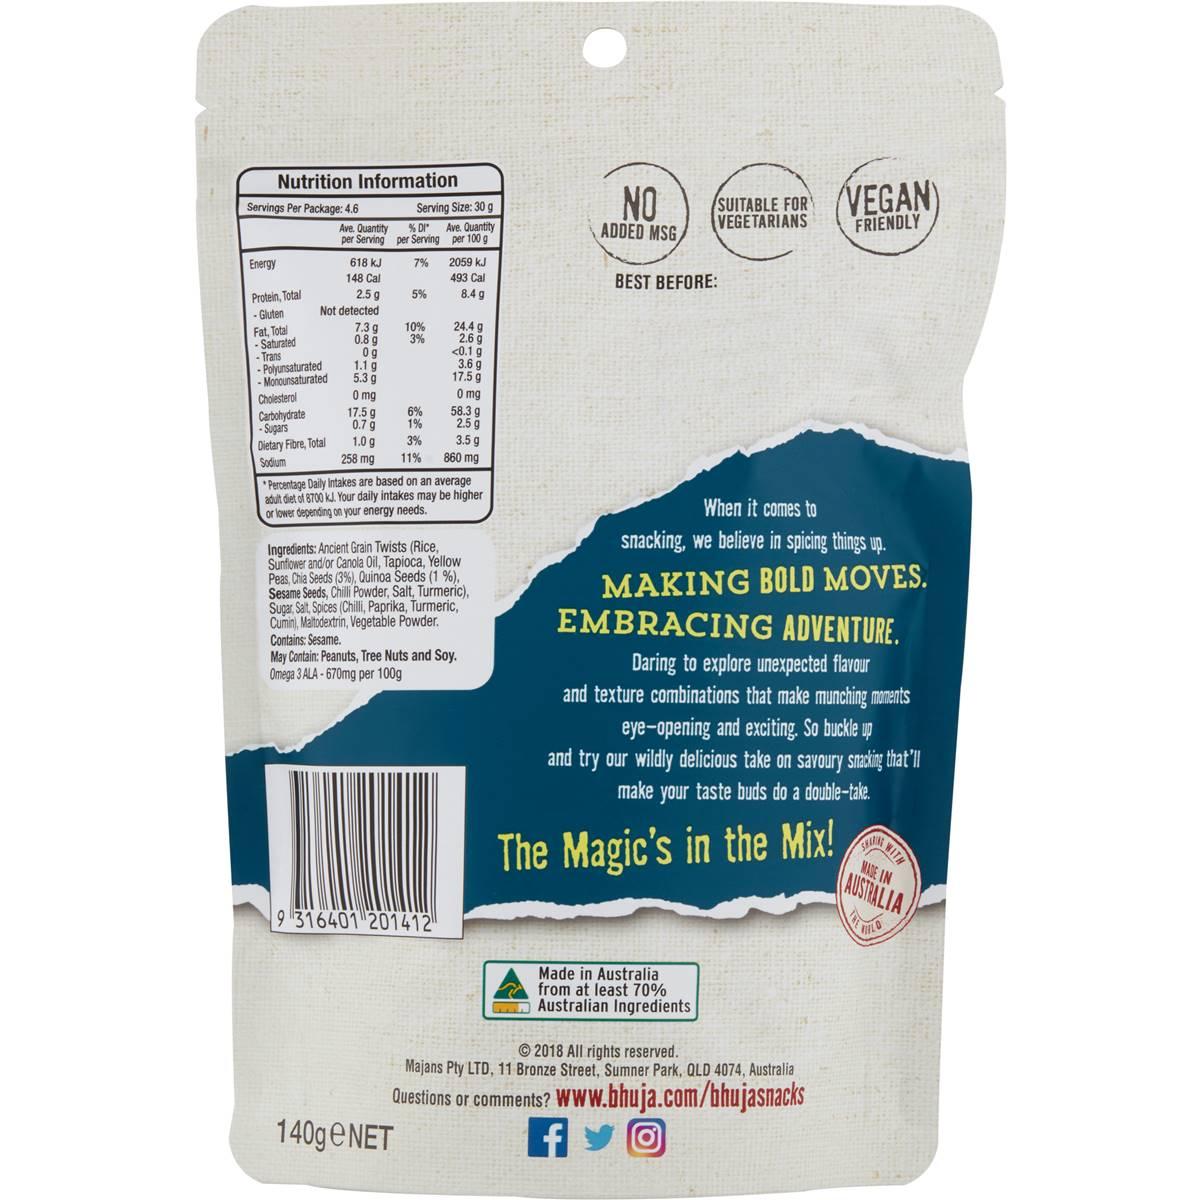 Nutrition Information
Servings Per Package: 4.6 Serving Size: 30 g
Ave. Quantity per Serving % DI* per Serving Ave. Quantity per 100 g
Energy 618 kJ 7% 2059 kJ
148 Cal 493 Cal
Protein, Total 2.5 g 5% 8.4 g
- Gluten Not detected
Fat, Total 7.3 g 10% 24.4 g
- Saturated 0.8 g 3% 2.6 g
- Trans 0 g <0.1 g
- Polyunsaturated 1.1 g 3.6 g
- Monounsaturated 5.3 g 17.5 g
Cholesterol 0 mg 0 mg
Carbohydrate 17.5 g 6% 58.3 g
- Sugars 0.7 g 1% 2.5 g
Dietary Fibre, Total 1.0 g 3% 3.5 g
Sodium 258 mg 11% 860 mg
* Percentage Daily Intakes are based on an average
adult diet of 8700 kJ. Your daily intakes may be higher
or lower depending on your energy needs.
Ingredients: Ancient Grain Twists (Rice,
Sunflower and/or Canola Oil, Tapioca, Yellow
Peas, Chia Seeds (3%), Quinoa Seeds (1 %),
Sesame Seeds, Chilli Powder, Salt, Turmeric),
Sugar, Salt, Spices (Chilli, Paprika, Turmeric,
Cumin), Maltodextrin, Vegetable Powder.
Contains: Sesame.
May Contain: Peanuts, Tree Nuts and Soy.
Omega 3 ALA - 670mg per 100g
NO
ADDED MSG
SUITABLE FOR
VEGETARIANS
VEGAN
FRIENDLY
BEST BEFORE:
When it comes to
snacking, we believe in spicing things up.
MAKING BOLD MOVES.
EMBRACING ADVENTURE.
Daring to explore unexpected flavour
and texture combinations that make munching moments
eye-opening and exciting. So buckle up
and try our wildly delicious take on savoury snacking that'll
make your taste buds do a double-take.
The Magic's in the Mix!
SHARING WITH
MADE IN
AUSTRALIA
THE WORLD
9 316401 201412
Made in Australia
from at least 70%
Australian Ingredients
© 2018 All rights reserved.
Majans Pty LTD, 11 Bronze Street, Sumner Park, QLD 4074, Australia
Questions or comments? www.bhuja.com/bhujasnacks
140g e NET